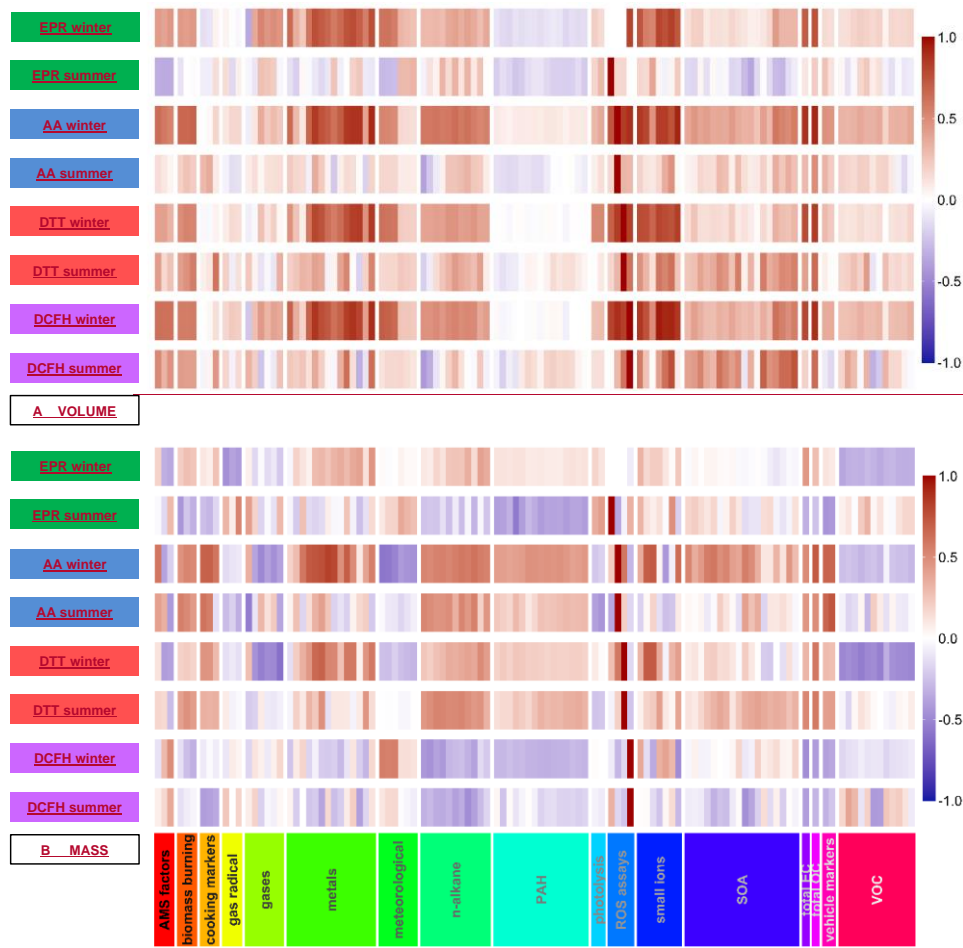 EPR winter
EPR summer
AA winter
AA summer
DTT winter
DTT summer
DCFH winter
DCFH summer
A VOLUME
1.0
0.5
0.0
-0.5
-1.0
EPR winter
EPR summer
AA winter
AA summer
DTT winter
DTT summer
DCFH winter
DCFH summer
B MASS
1.0
0.5
0.0
-0.5
-1.0
AMS factors
biomass burning
cooking markers
gas radical
gases
metals
meteorological
n-alkane
PAH
photolysis
ROS assays
small ions
SOA
total EC
total OC
vehicle markers
VOC